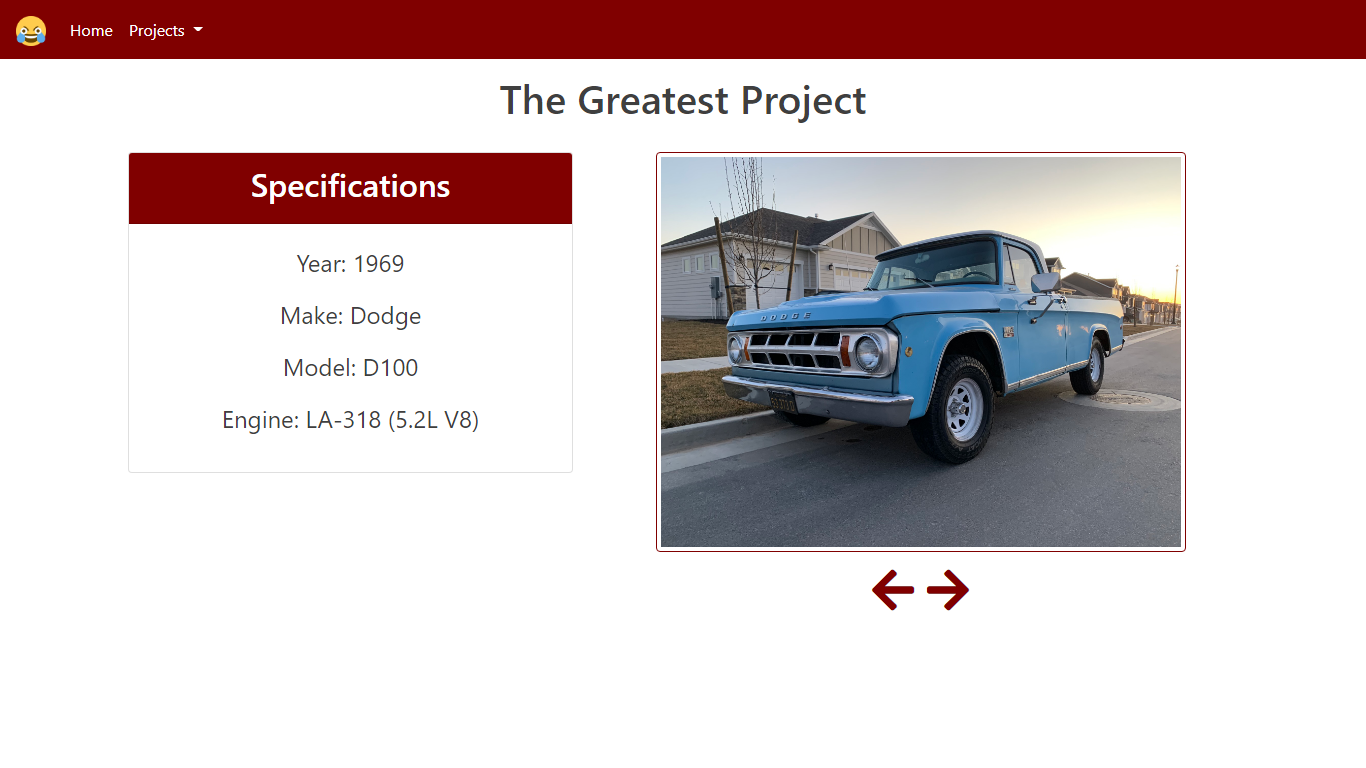 Home Projects
The Greatest Project
Specifications
Year: 1969
Make: Dodge
Model: D100
Engine: LA-318 (5.2L V8)
DODGE